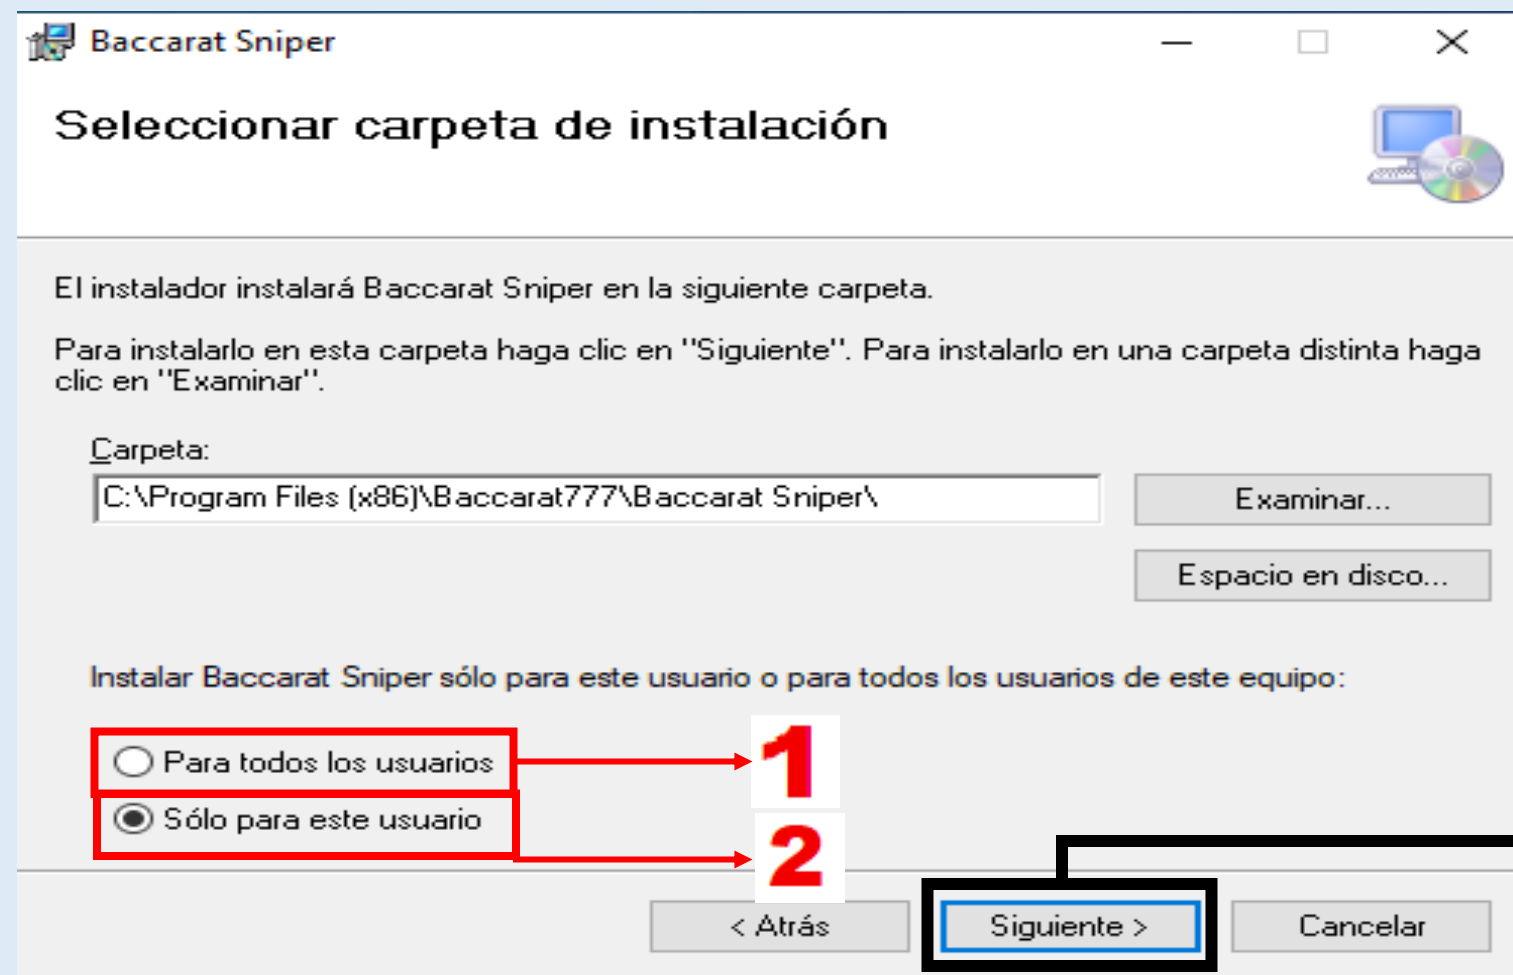 Baccarat Sniper
Seleccionar carpeta de instalación
El instalador instalará Baccarat Sniper en la siguiente carpeta.
Para instalarlo en esta carpeta haga clic en "Siguiente". Para instalarlo en una carpeta distinta haga
clic en "Examinar".
Carpeta:
C:\Program Files (x86)\Baccarat777\Baccarat Sniper\
Examinar...
Espacio en disco...
Instalar Baccarat Sniper sólo para este usuario o para todos los usuarios de este equipo:
Para todos los usuarios
1
Sólo para este usuario
2
< Atrás
Siguiente >
Cancelar